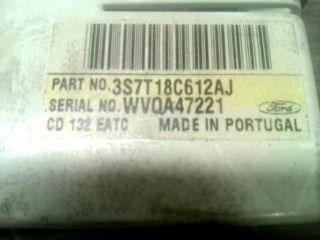 PART NO. 3S7T18C612AJ
SERIAL NO. WVQA47221
CD 132 EATC MADE IN PORTUGAL
Ford